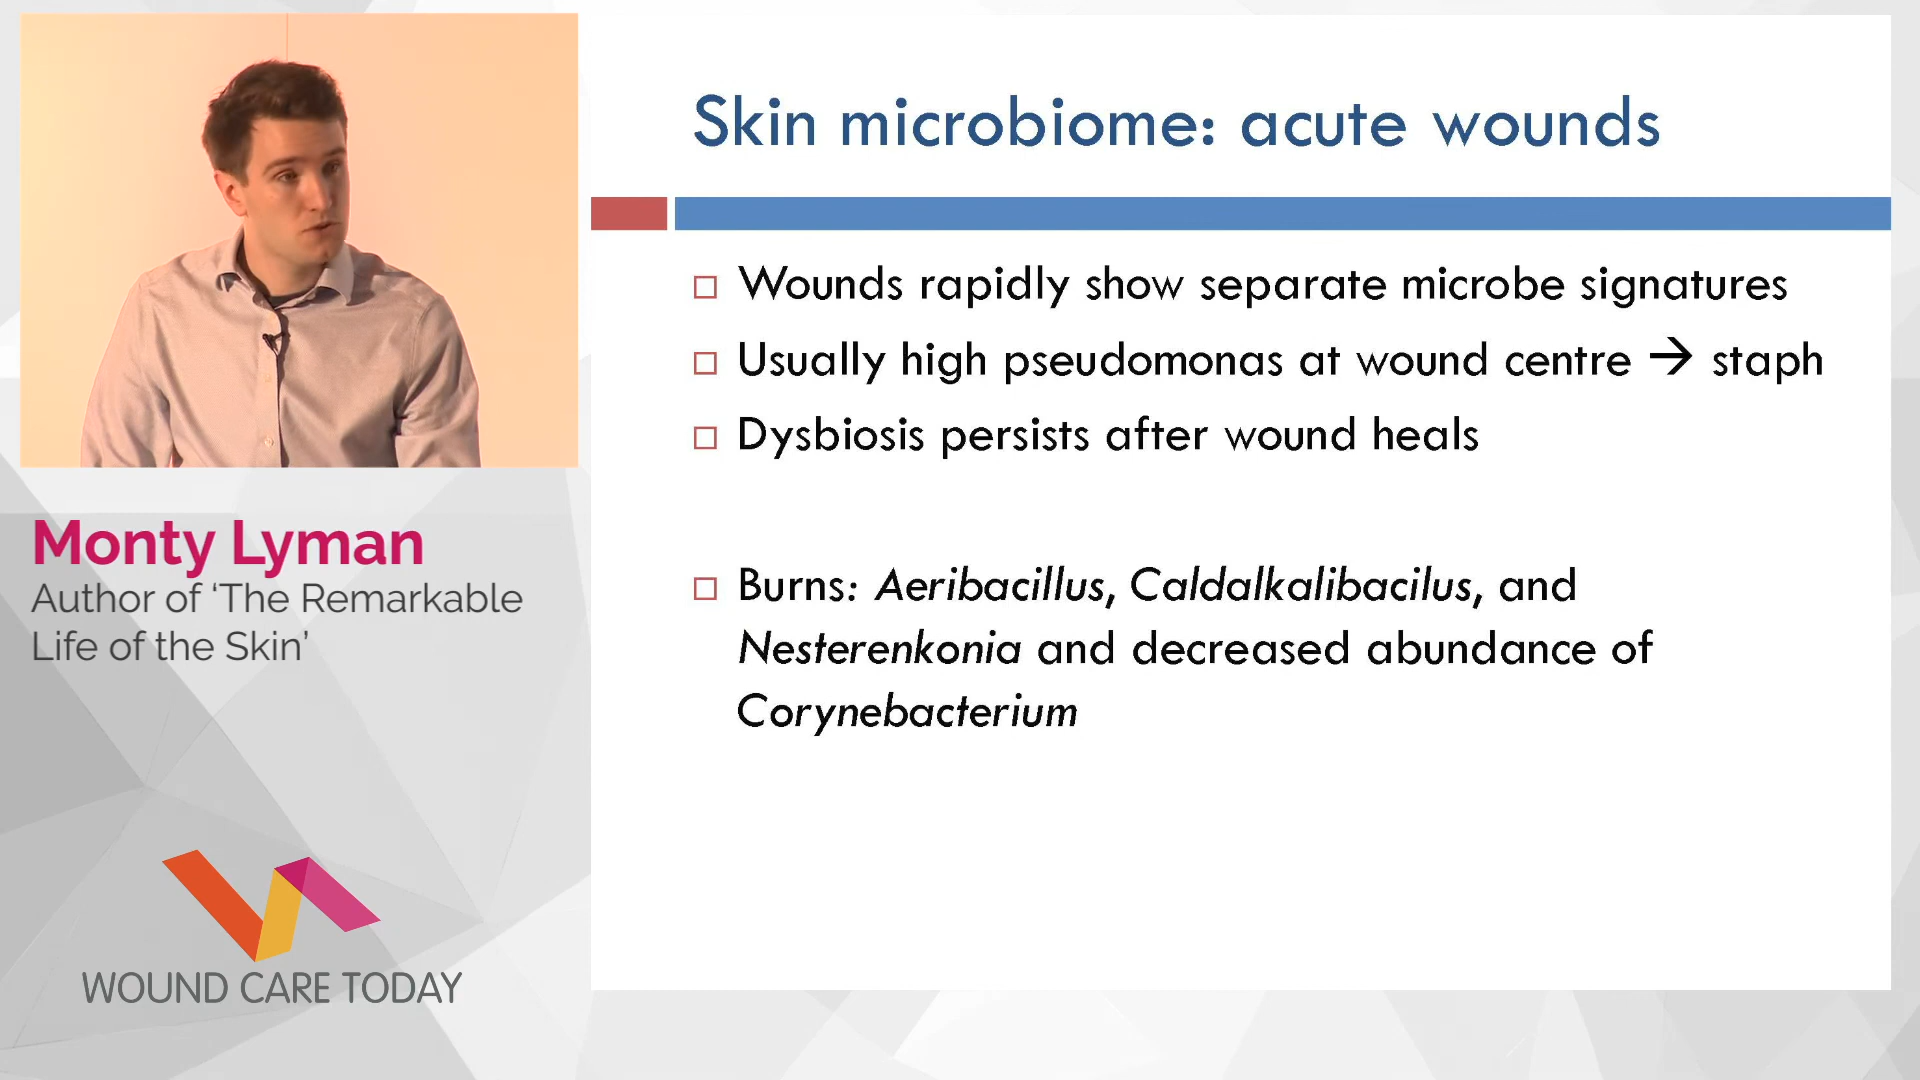 Skin microbiome: acute wounds
Wounds rapidly show separate microbe signatures
Usually high pseudomonas at wound centre → staph
Dysbiosis persists after wound heals
Burns: Aeribacillus, Caldalkalibacilus, and
Nesterenkonia and decreased abundance of
Corynebacterium
Monty Lyman
Author of ‘The Remarkable
Life of the Skin’
WOUND CARE TODAY